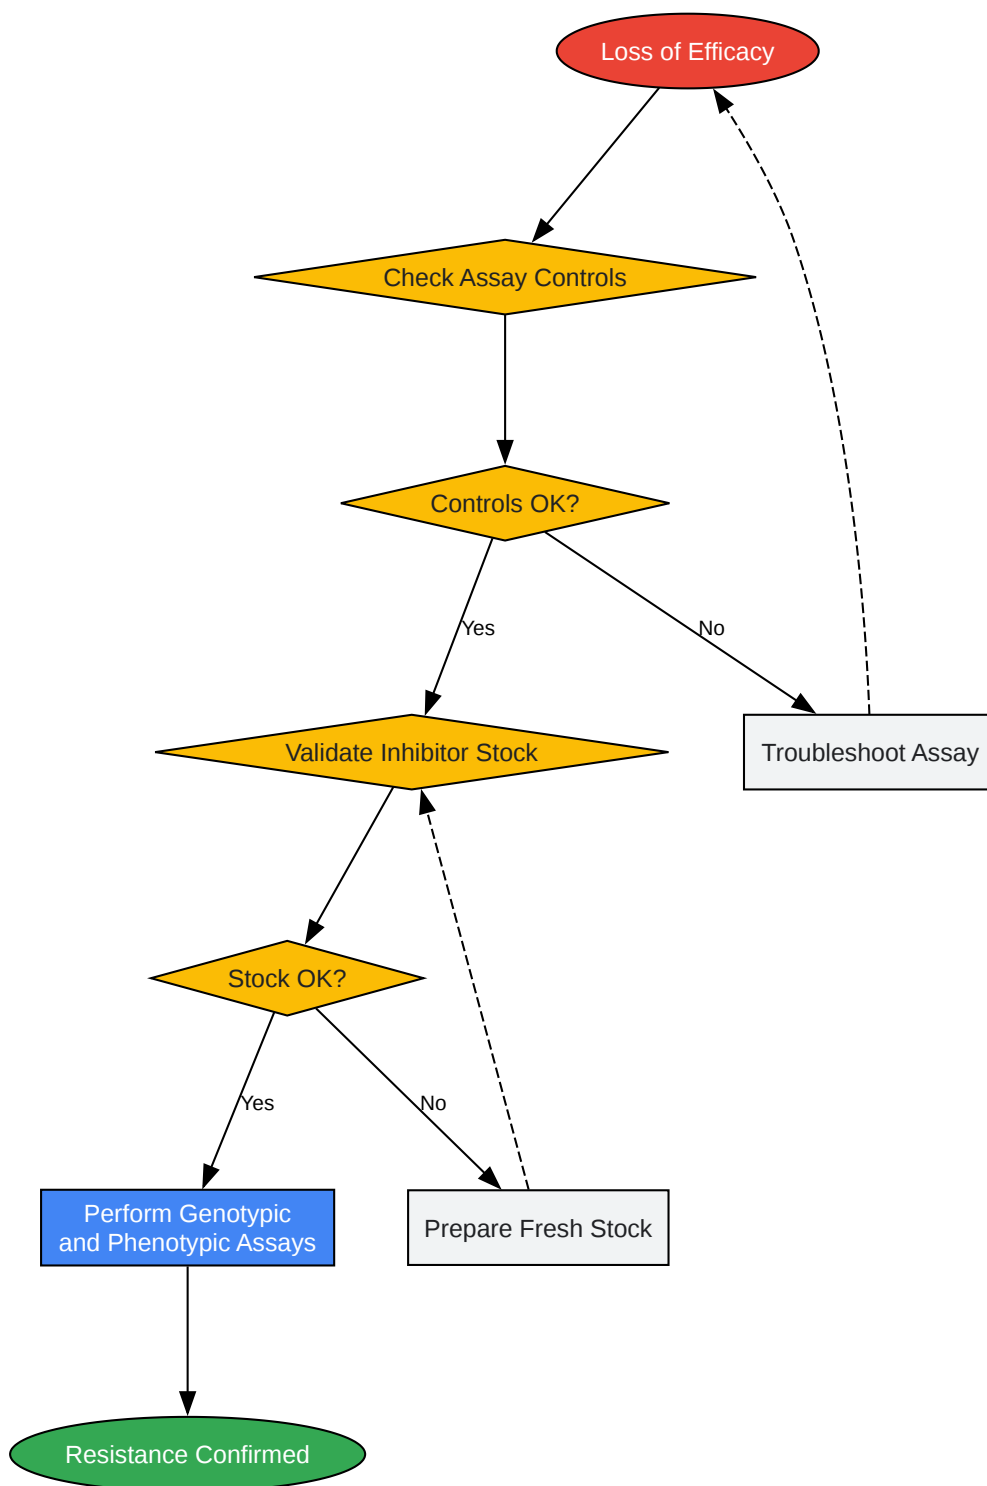 Loss of Efficacy
Check Assay Controls
Controls OK?
Yes
No
Validate Inhibitor Stock
Troubleshoot Assay
Stock OK?
Yes
No
Perform Genotypic
and Phenotypic Assays
Prepare Fresh Stock
Resistance Confirmed